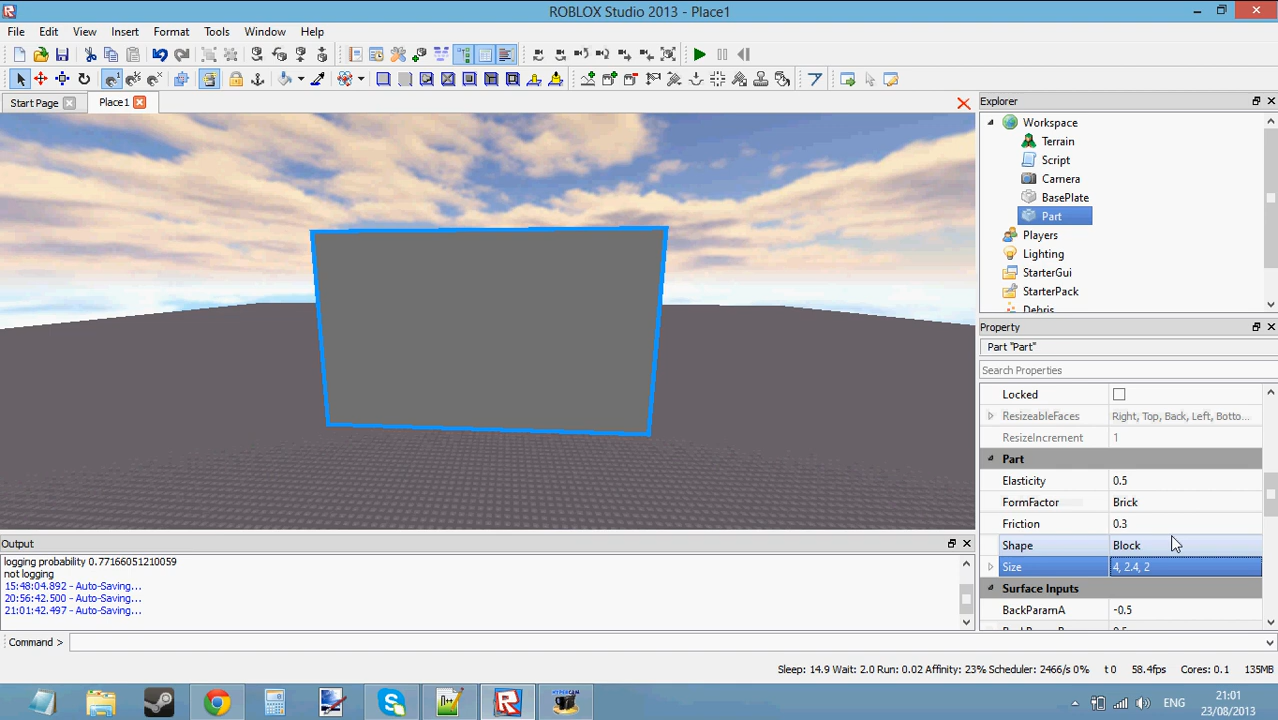 ROBLOX Studio 2013 - Place1
File Edit View Insert Format Tools Window Help
Start Page Place1
Explorer
Workspace
Terrain
Script
Camera
BasePlate
Part
Players
Lighting
StarterGui
StarterPack
Debris
Property
Part "Part"
Search Properties
Locked
ResizeableFaces Right, Top, Back, Left, Botto...
ResizeIncrement 1
Part
Elasticity 0.5
FormFactor Brick
Friction 0.3
Shape Block
Size 4, 2.4, 2
Surface Inputs
BackParamA -0.5
Output
logging probability 0.77166051210059
not logging
15:48:04.892 - Auto-Saving...
20:56:42.500 - Auto-Saving...
21:01:42.497 - Auto-Saving...
Command >
Sleep: 14.9 Wait: 2.0 Run: 0.02 Affinity: 23% Scheduler: 2466/s 0% t 0 58.4fps Cores: 0.1 135MB
ENG
21:01
23/08/2013